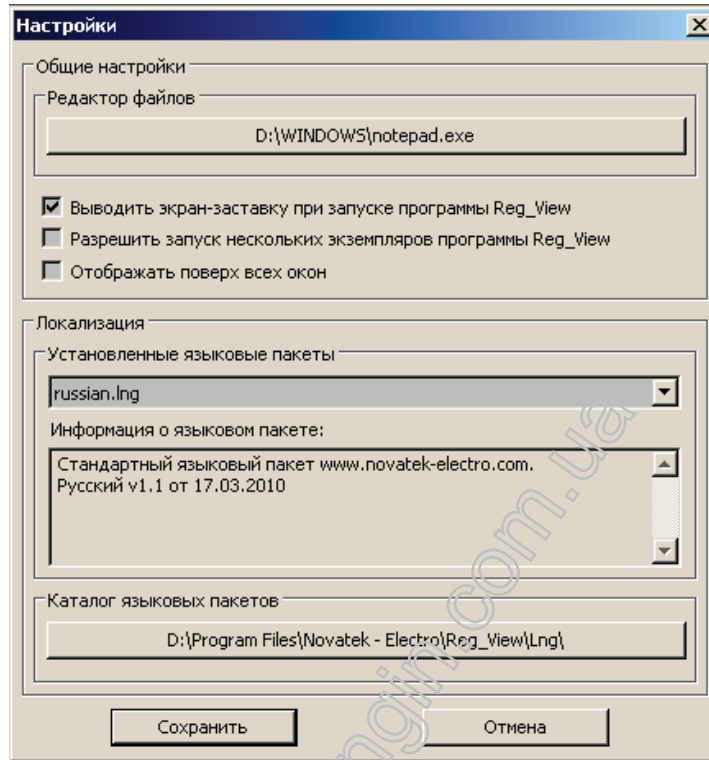 Настройки
Общие настройки
Редактор файлов
D:\WINDOWS\notepad.exe
Выводить экран-заставку при запуске программы Reg_View
Разрешить запуск нескольких экземпляров программы Reg_View
Отображать поверх всех окон
Локализация
Установленные языковые пакеты
russian.lng
Информация о языковом пакете:
Стандартный языковый пакет www.novatek-electro.com.
Русский v1.1 от 17.03.2010
Каталог языковых пакетов
D:\Program Files\Novatek - Electro\Reg_View\Lng\
Сохранить
Отмена
ngin.com.ua